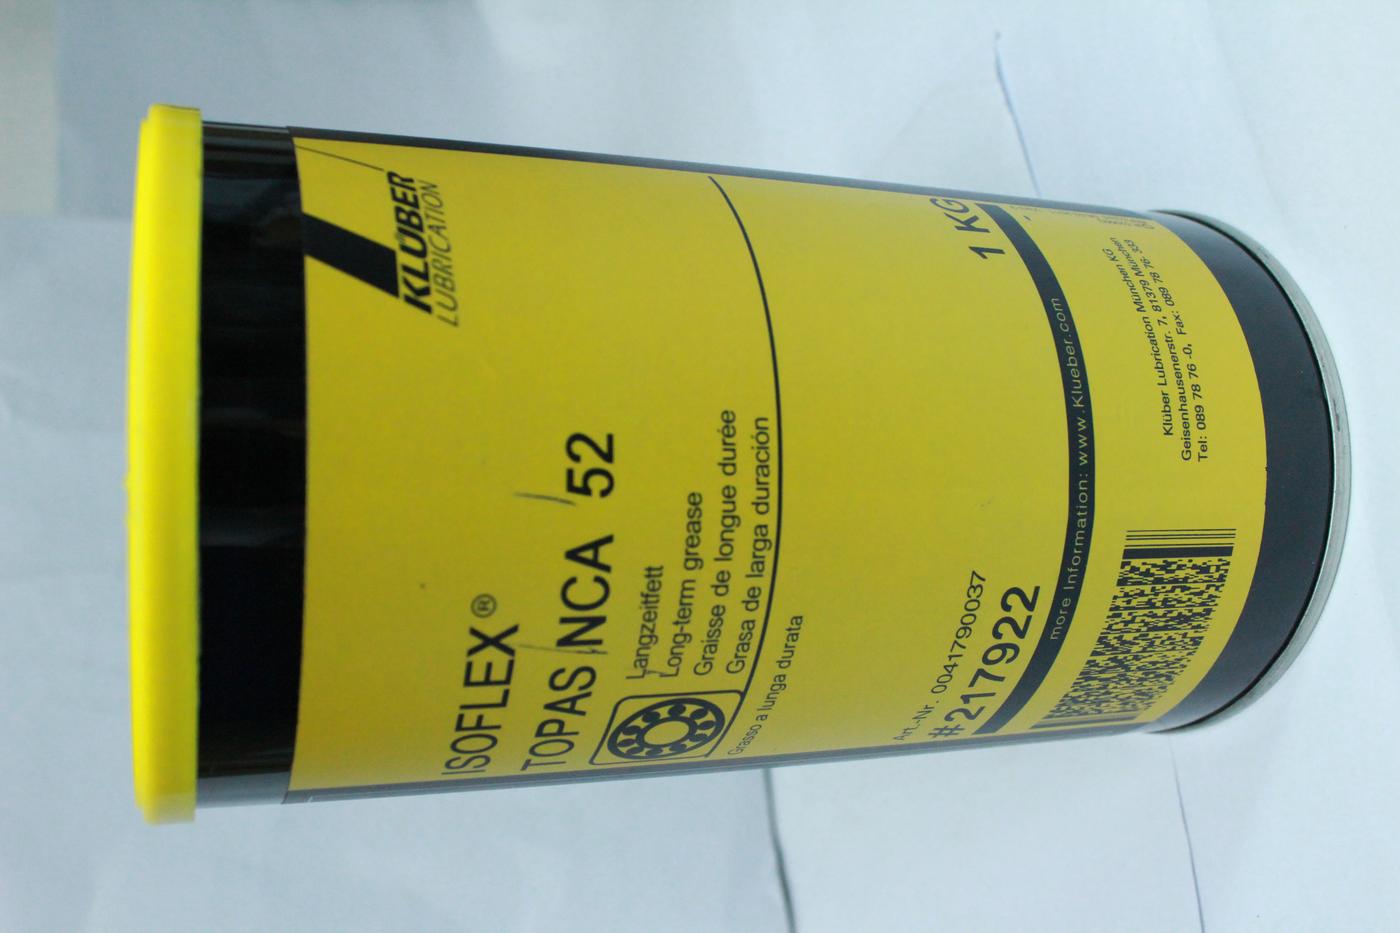 KLÜBER
LUBRICATION
ISOFLEX®
TOPAS NCA 52
Langzeitfett
Long-term grease
Graisse de longue durée
Grasa de larga duración
Grasso a lunga durata
Art.-Nr. 0041790037
#2179922
1 KG
more Information: www.Klueber.com
Klüber Lubrication München KG
Geisenhausenerstr. 7, 81379 München
Tel: 089 78 76 -0, Fax: 089 78 76- 333